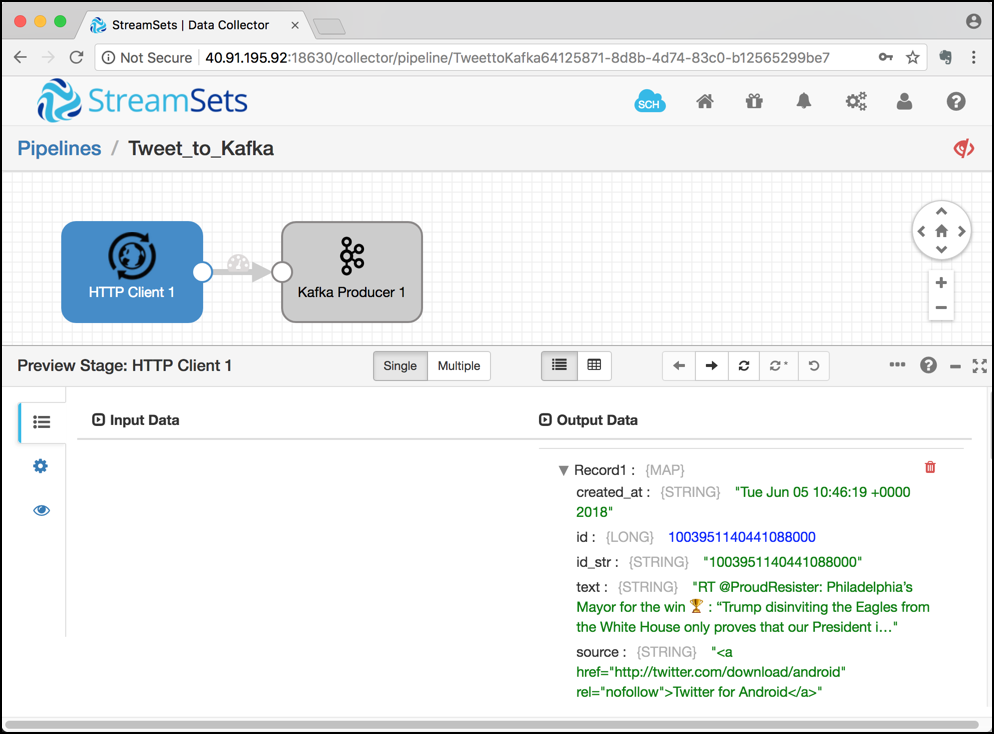 StreamSets | Data Collector
Not Secure 40.91.195.92:18630/collector/pipeline/TweettoKafka64125871-8d8b-4d74-83c0-b12565299be7
StreamSets
SCH
Pipelines / Tweet_to_Kafka
HTTP Client 1
Kafka Producer 1
Preview Stage: HTTP Client 1
Single Multiple
Input Data
Output Data
Record1 : {MAP}
created_at : {STRING} "Tue Jun 05 10:46:19 +0000
2018"
id : {LONG} 1003951140441088000
id_str : {STRING} "1003951140441088000"
text : {STRING} "RT @ProudResister: Philadelphia’s
Mayor for the win 🏆 : “Trump disinviting the Eagles from
the White House only proves that our President i…"
source : {STRING} "<a
href="http://twitter.com/download/android"
rel="nofollow">Twitter for Android</a>"